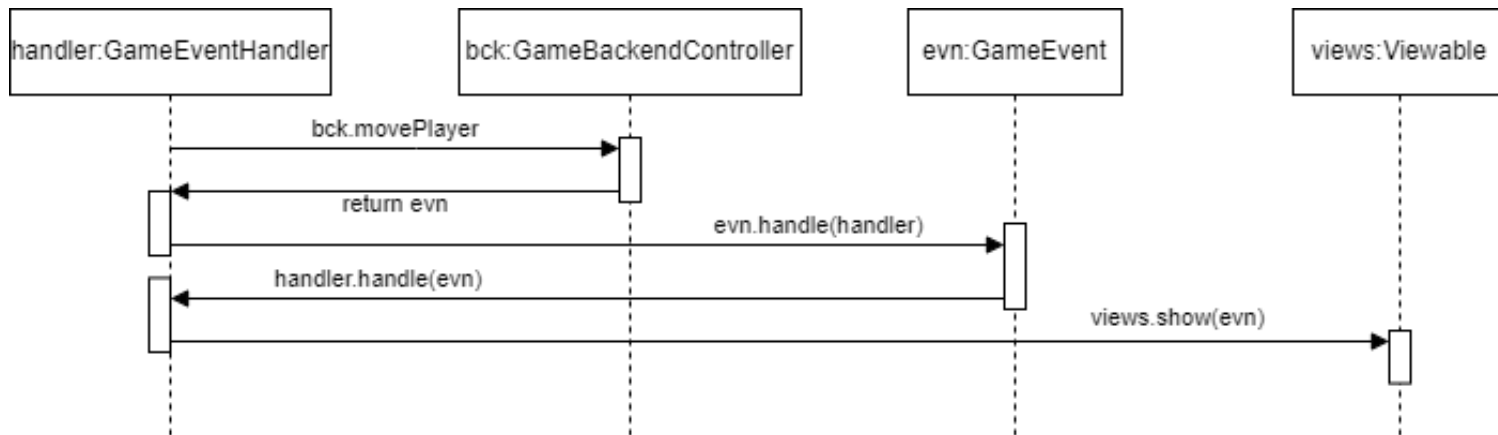 handler:GameEventHandler
bck:GameBackendController
evn:GameEvent
views:Viewable
bck.movePlayer
return evn
evn.handle(handler)
handler.handle(evn)
views.show(evn)